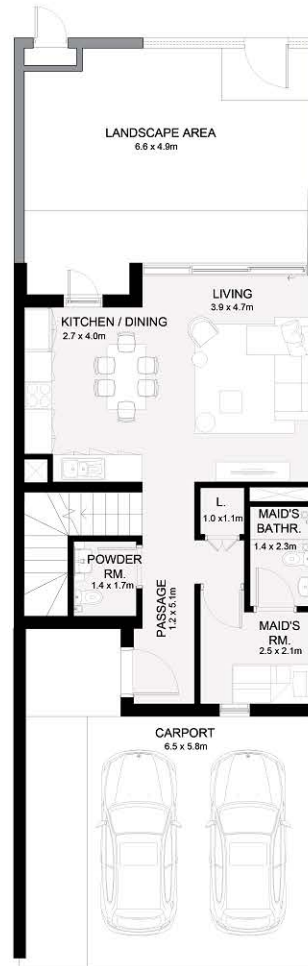 LANDSCAPE AREA
6.6 x 4.9m
LIVING
3.9 x 4.7m
KITCHEN / DINING
2.7 x 4.0m
L.
1.0 x1.1m
MAID'S
BATHR.
1.4 x 2.3m
POWDER
RM.
1.4 x 1.7m
PASSAGE
1.2 x 5.1m
MAID'S
RM.
2.5 x 2.1m
CARPORT
6.5 x 5.8m